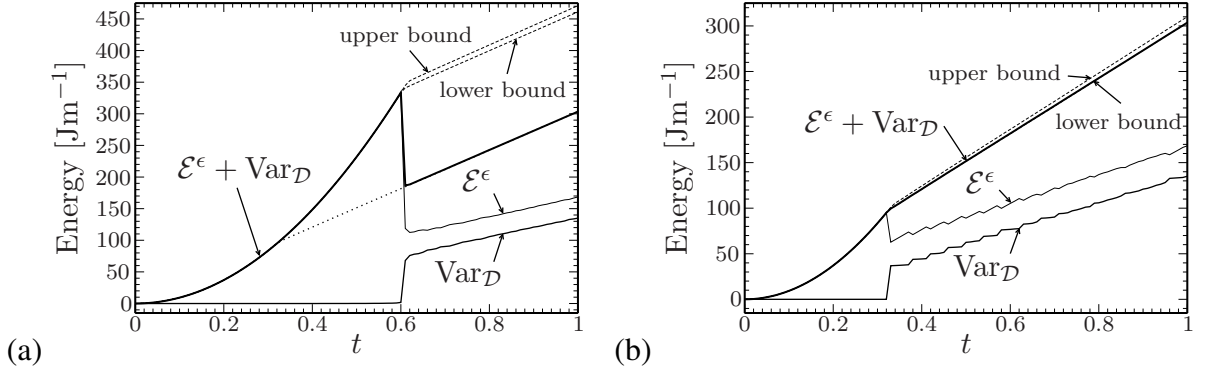 450
400
350
300
250
200
150
100
50
0
Energy [Jm⁻¹]
upper bound
lower bound
ℰ^ϵ + Var_𝒟
ℰ^ϵ
Var_𝒟
0 0.2 0.4 0.6 0.8 1
t
(a)
300
250
200
150
100
50
0
Energy [Jm⁻¹]
upper bound
lower bound
ℰ^ϵ + Var_𝒟
ℰ^ϵ
Var_𝒟
0 0.2 0.4 0.6 0.8 1
t
(b)